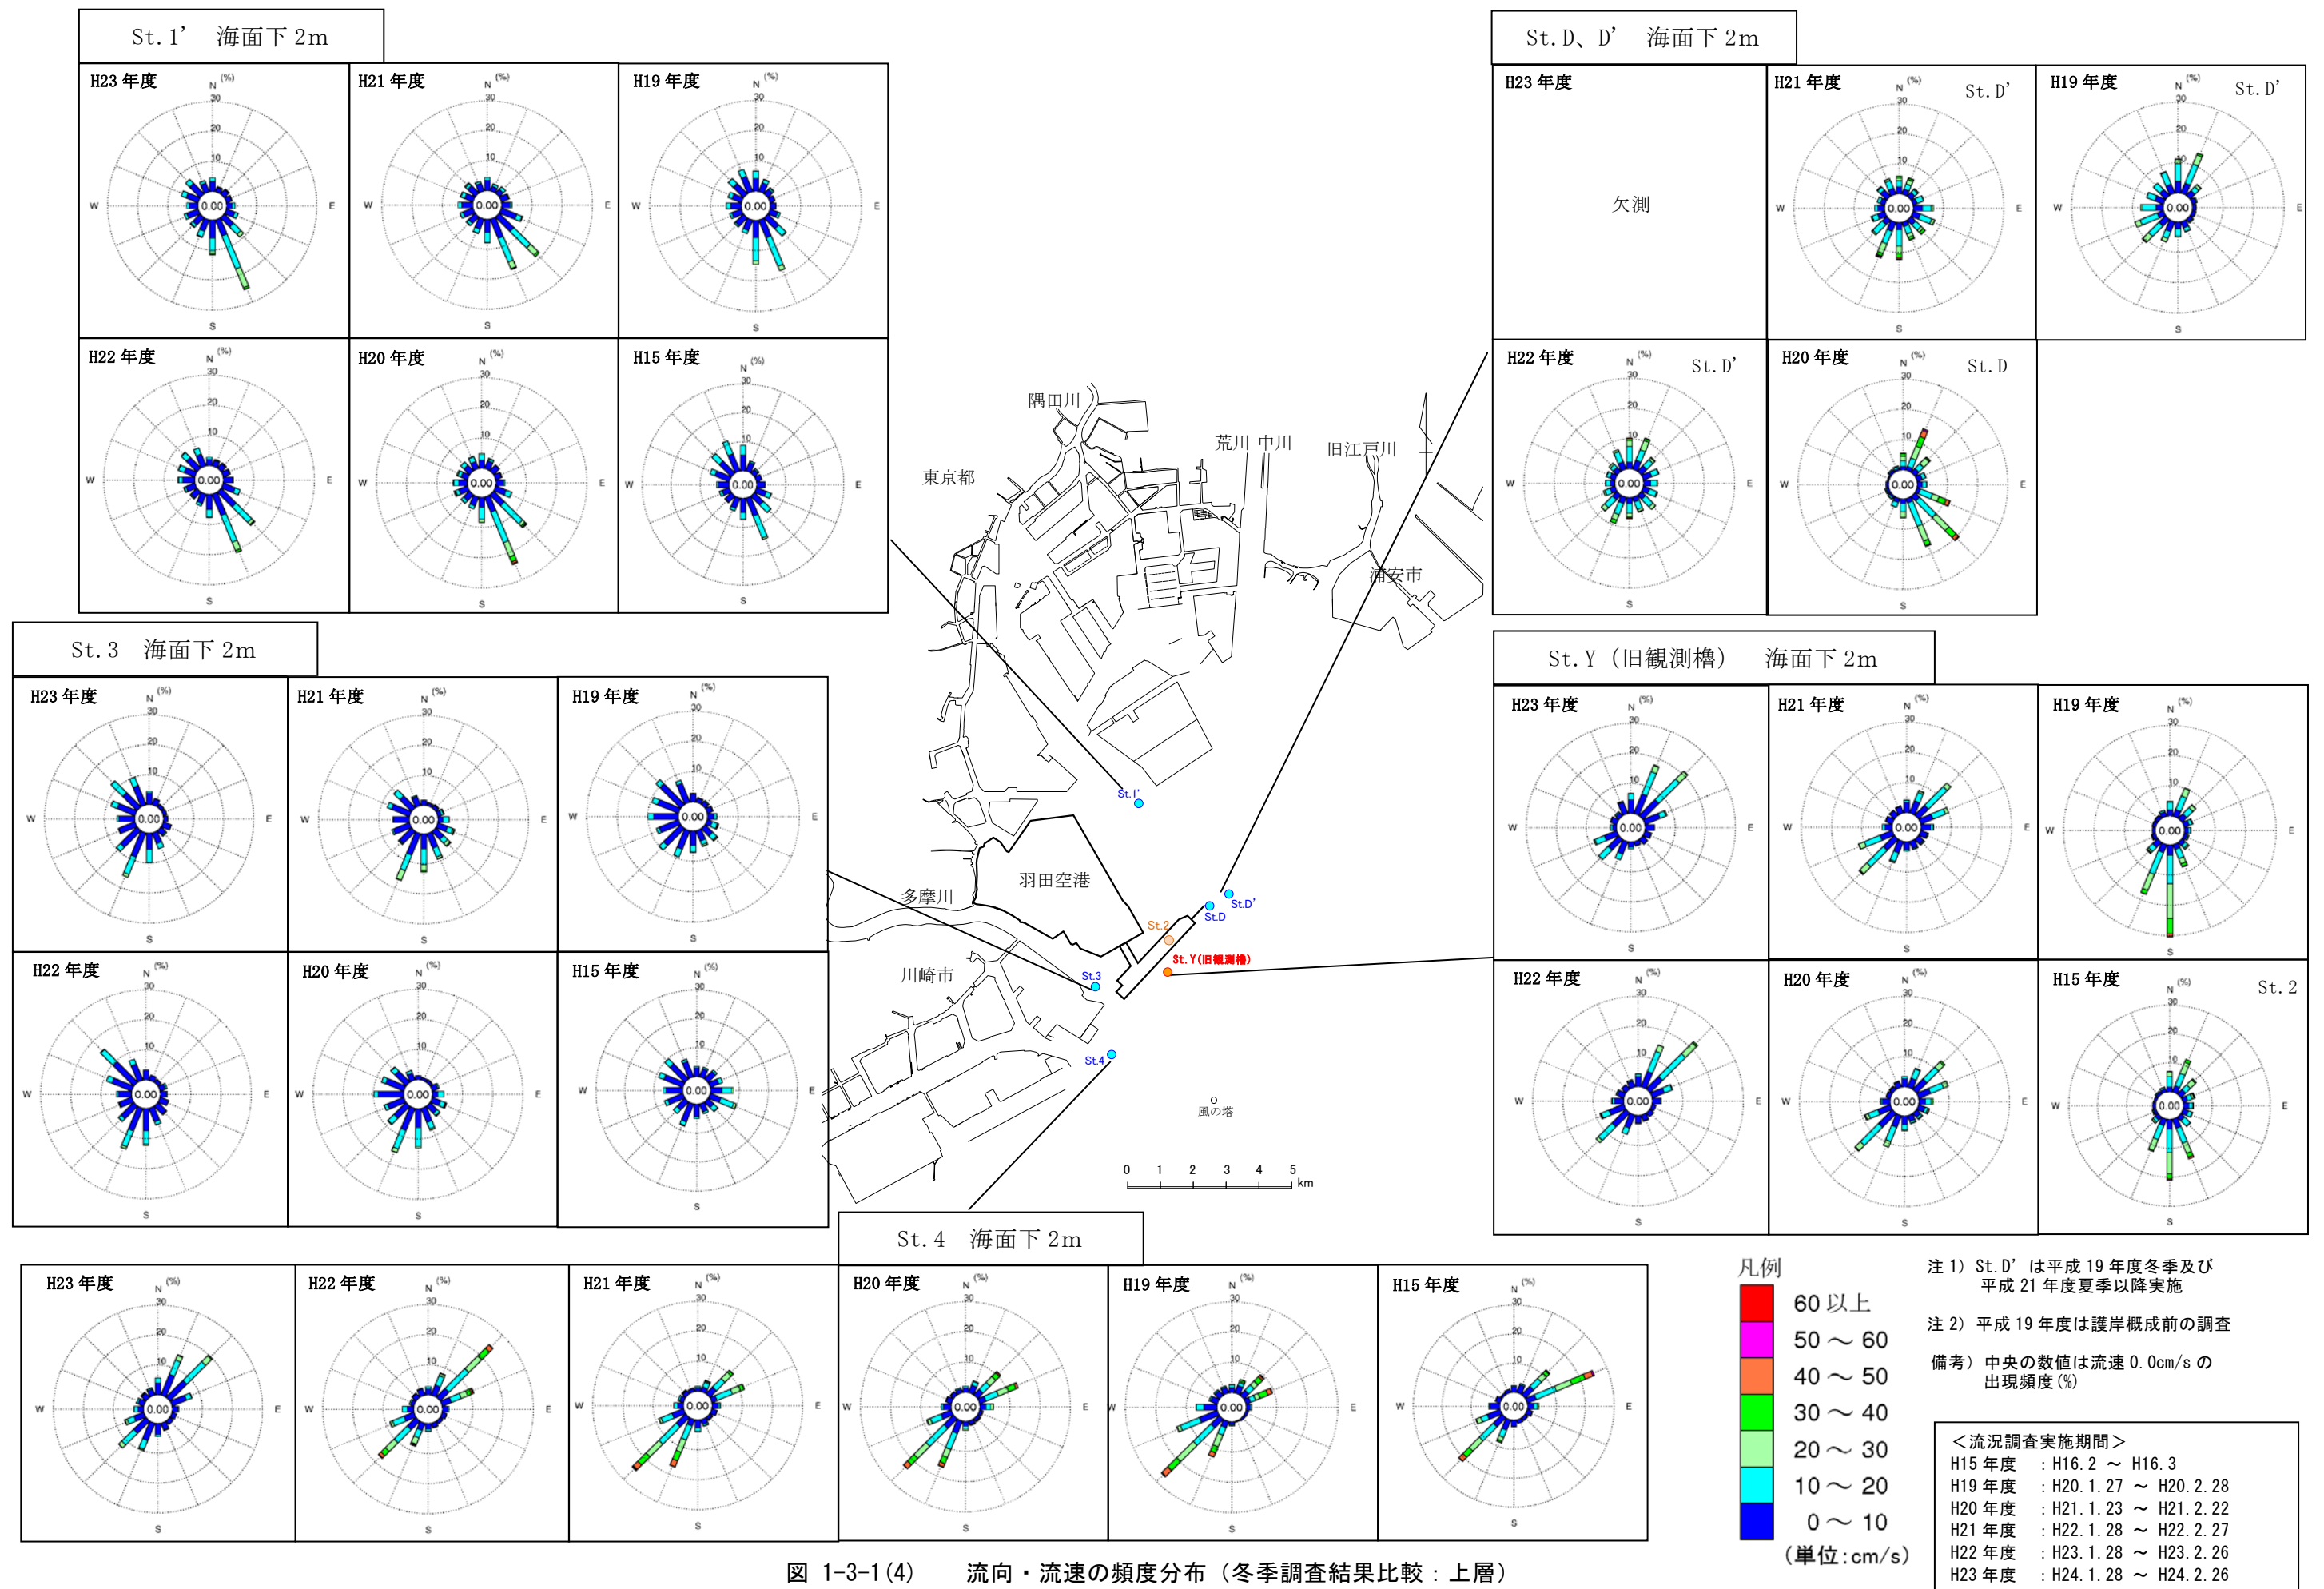 St.1’ 海面下 2m
H23 年度
H21 年度
H19 年度
H22 年度
H20 年度
H15 年度
St.D、D’ 海面下 2m
H23 年度
欠測
H21 年度 St.D’
H19 年度 St.D’
H22 年度 St.D’
H20 年度 St.D
St.3 海面下 2m
H23 年度
H21 年度
H19 年度
H22 年度
H20 年度
H15 年度
St.Y（旧観測櫓） 海面下 2m
H23 年度
H21 年度
H19 年度
H22 年度
H20 年度
H15 年度 St.2
St.4 海面下 2m
H23 年度
H22 年度
H21 年度
H20 年度
H19 年度
H15 年度
N (%)
30
20
10
0.00
W
E
S
隅田川
荒川 中川
旧江戸川
東京都
浦安市
St.1'
羽田空港
多摩川
St.D'
St.D
St.2
St.Y(旧観測櫓)
川崎市
St.3
St.4
風の塔
0 1 2 3 4 5
km
凡例
60 以上
50 ～ 60
40 ～ 50
30 ～ 40
20 ～ 30
10 ～ 20
0 ～ 10
(単位:cm/s)
注 1) St.D’は平成 19 年度冬季及び
平成 21 年度夏季以降実施
注 2) 平成 19 年度は護岸概成前の調査
備考) 中央の数値は流速 0.0cm/s の
出現頻度(%)
＜流況調査実施期間＞
H15 年度 ：H16.2 ～ H16.3
H19 年度 ：H20.1.27 ～ H20.2.28
H20 年度 ：H21.1.23 ～ H21.2.22
H21 年度 ：H22.1.28 ～ H22.2.27
H22 年度 ：H23.1.28 ～ H23.2.26
H23 年度 ：H24.1.28 ～ H24.2.26
図 1-3-1(4) 流向・流速の頻度分布（冬季調査結果比較：上層）